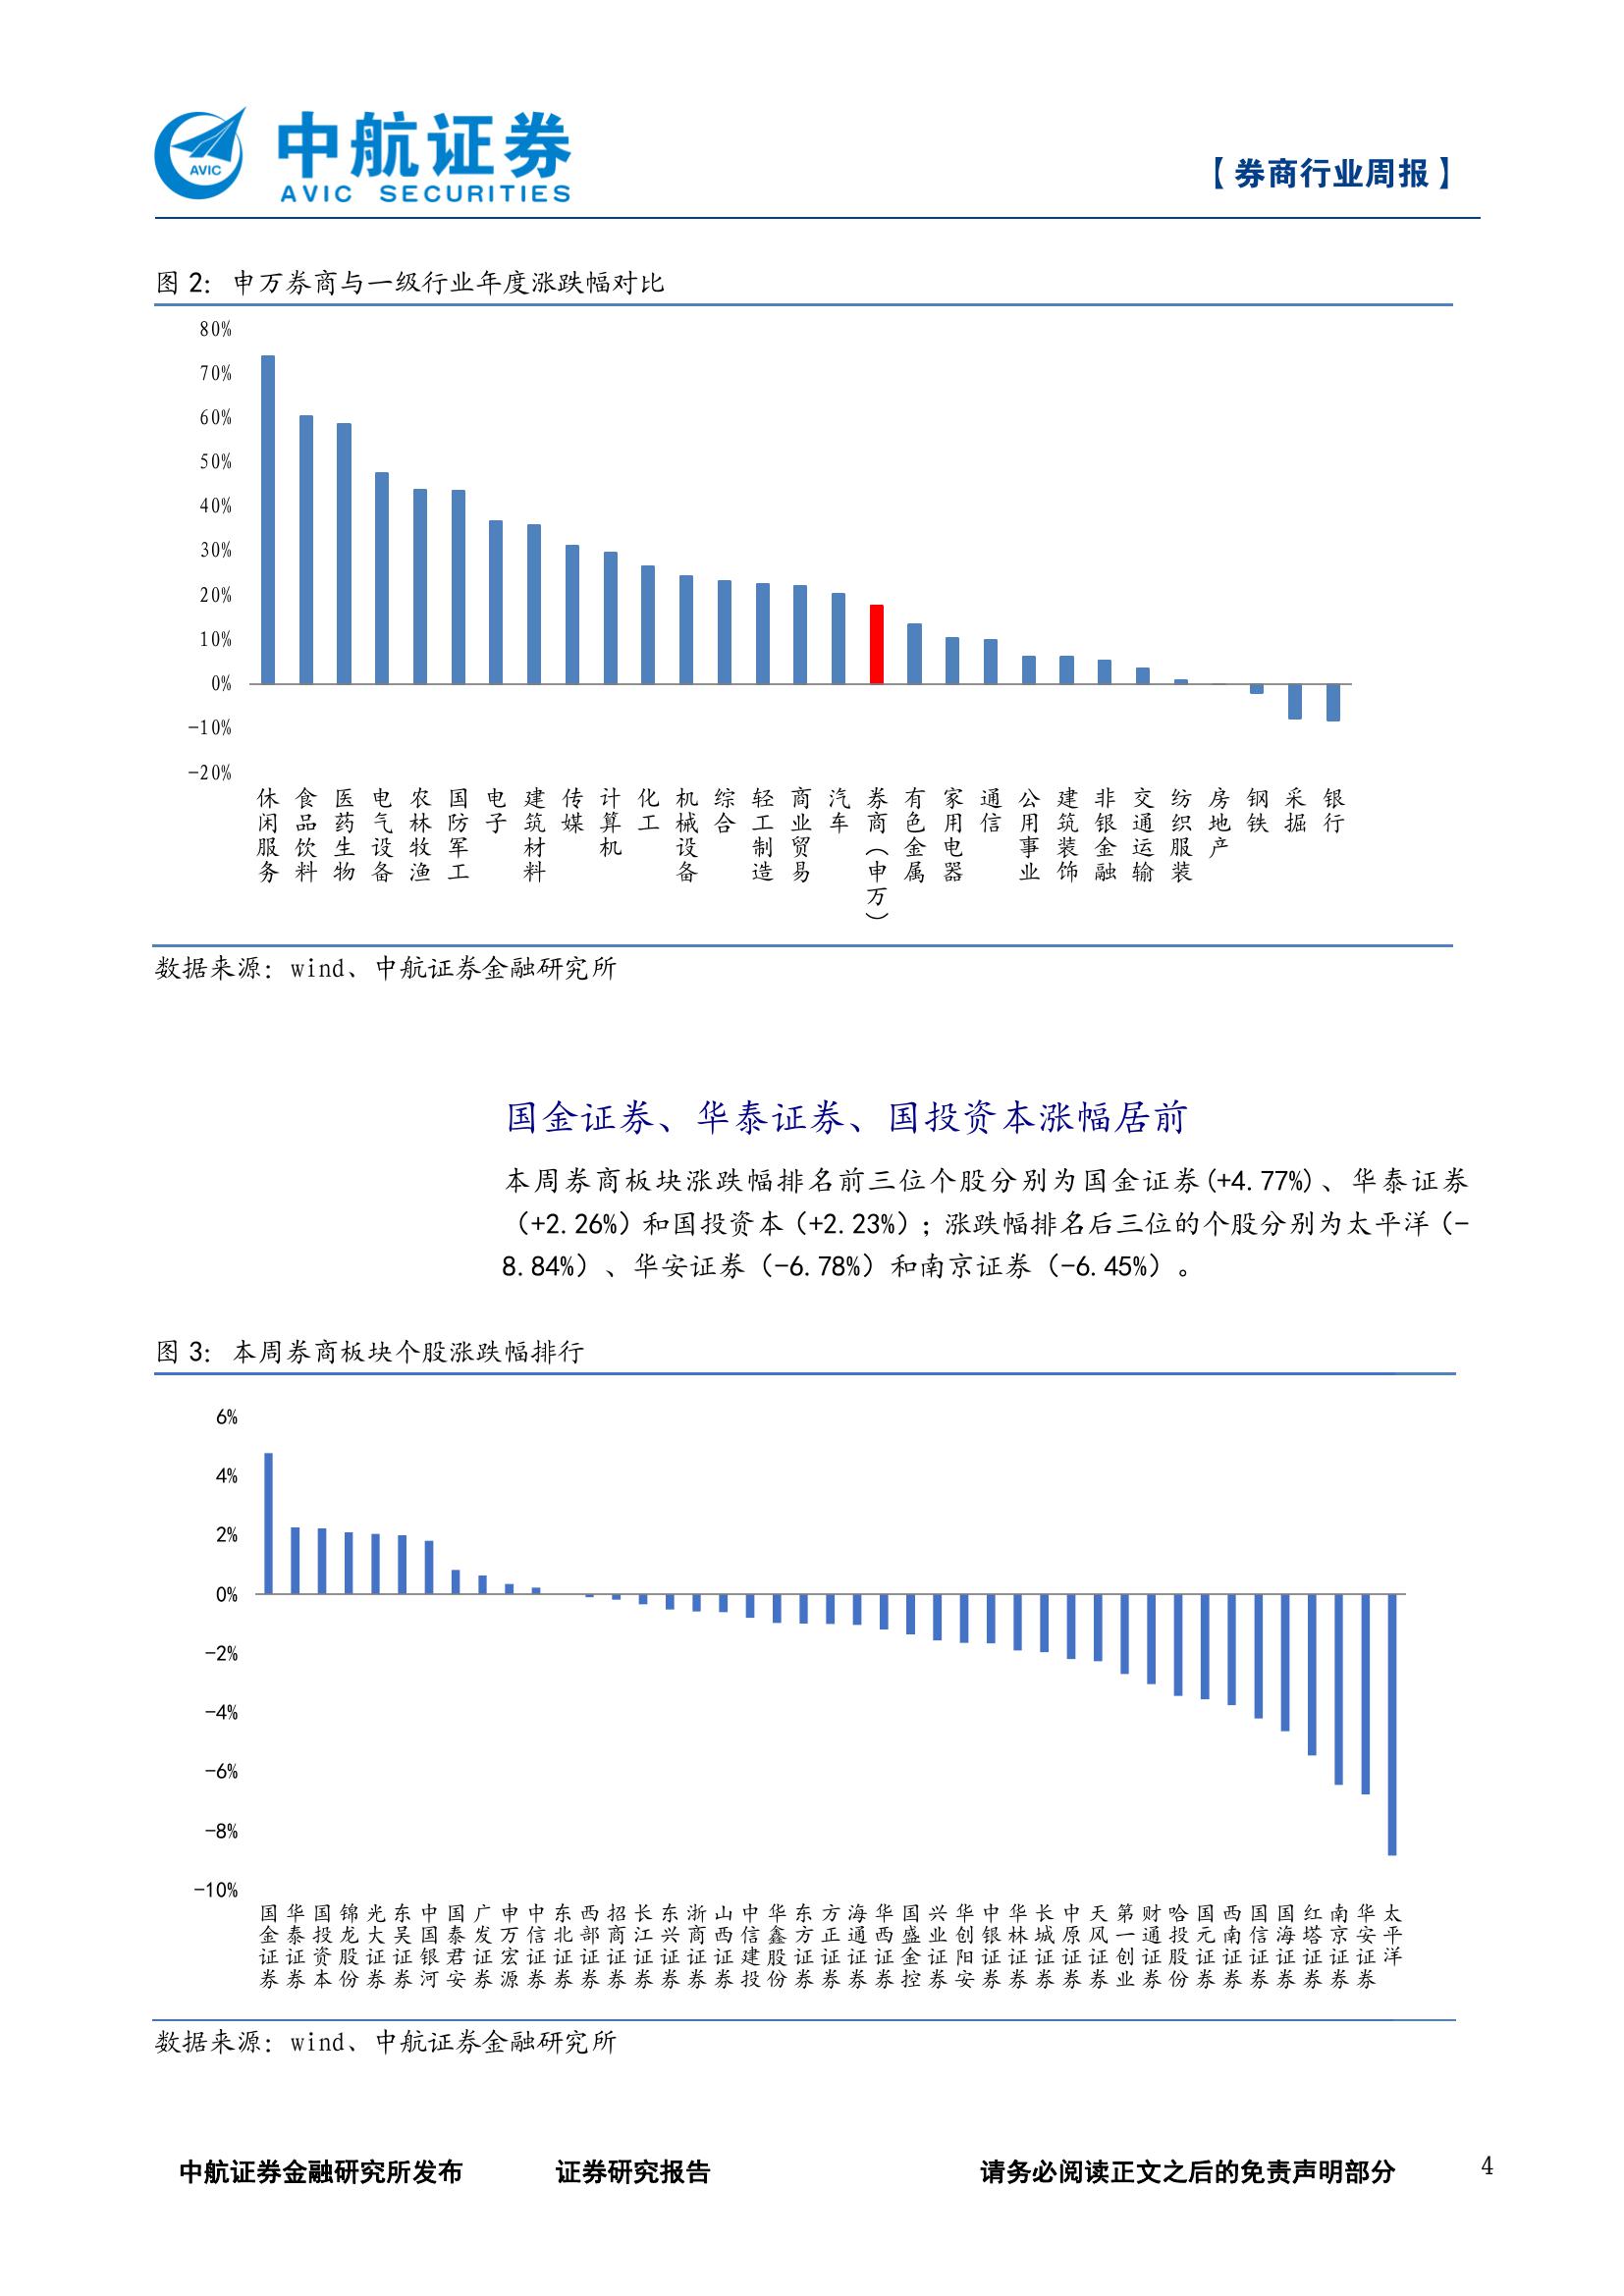 AVIC
中航证券
AVIC SECURITIES
【券商行业周报】
图 2：申万券商与一级行业年度涨跌幅对比
80%
70%
60%
50%
40%
30%
20%
10%
0%
-10%
-20%
休闲服务
食品饮料
医药生物
电气设备
农林牧渔
国防军工
电子
建筑材料
传媒
计算机
化工
机械设备
综合
轻工制造
商业贸易
汽车
券商（申万）
有色金属
家用电器
通信
公用事业
建筑装饰
非银金融
交通运输
纺织服装
房地产
钢铁
采掘
银行
数据来源：wind、中航证券金融研究所
国金证券、华泰证券、国投资本涨幅居前
本周券商板块涨跌幅排名前三位个股分别为国金证券(+4.77%)、华泰证券
（+2.26%）和国投资本（+2.23%）；涨跌幅排名后三位的个股分别为太平洋（-
8.84%）、华安证券（-6.78%）和南京证券（-6.45%）。
图 3：本周券商板块个股涨跌幅排行
6%
4%
2%
0%
-2%
-4%
-6%
-8%
-10%
国金证券
华泰证券
国投资本
锦龙股份
光大证券
东吴证券
中国银河
国泰君安
广发证券
申万宏源
中信证券
东北证券
西部证券
招商证券
长江证券
东兴证券
浙商证券
山西证券
中信建投
华鑫股份
东方证券
方正证券
海通证券
华西证券
国盛金控
兴业证券
华创阳安
中银证券
华林证券
长城证券
中原证券
天风证券
第一创业
财通证券
哈投股份
国元证券
西南证券
国信证券
国海证券
红塔证券
南京证券
华安证券
太平洋
数据来源：wind、中航证券金融研究所
中航证券金融研究所发布 证券研究报告 请务必阅读正文之后的免责声明部分 4